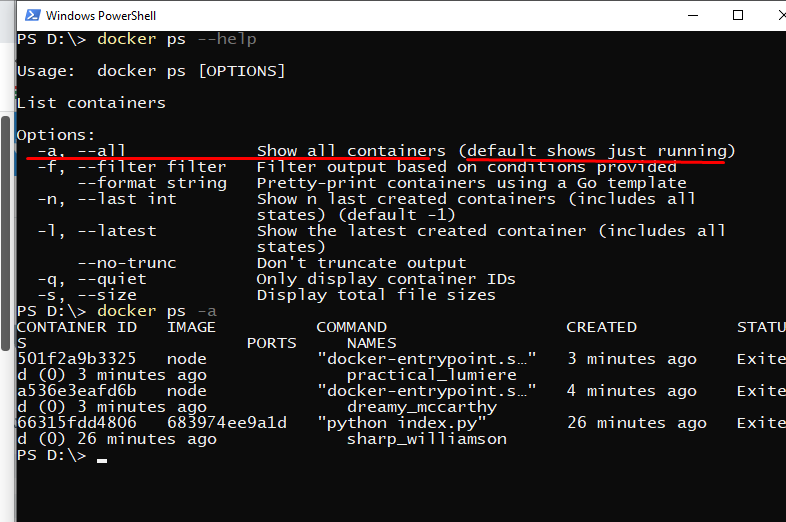 Windows PowerShell
PS D:\> docker ps --help
Usage:  docker ps [OPTIONS]
List containers
Options:
  -a, --all             Show all containers (default shows just running)
  -f, --filter filter   Filter output based on conditions provided
      --format string   Pretty-print containers using a Go template
  -n, --last int        Show n last created containers (includes all
                        states) (default -1)
  -l, --latest          Show the latest created container (includes all
                        states)
      --no-trunc        Don't truncate output
  -q, --quiet           Only display container IDs
  -s, --size            Display total file sizes
PS D:\> docker ps -a
CONTAINER ID   IMAGE          COMMAND                  CREATED          STATU
S                      PORTS     NAMES
501f2a9b3325   node           "docker-entrypoint.s…"   3 minutes ago    Exite
d (0) 3 minutes ago              practical_lumiere
a536e3eafd6b   node           "docker-entrypoint.s…"   4 minutes ago    Exite
d (0) 3 minutes ago              dreamy_mccarthy
66315fdd4806   683974ee9a1d   "python index.py"        26 minutes ago   Exite
d (0) 26 minutes ago             sharp_williamson
PS D:\>